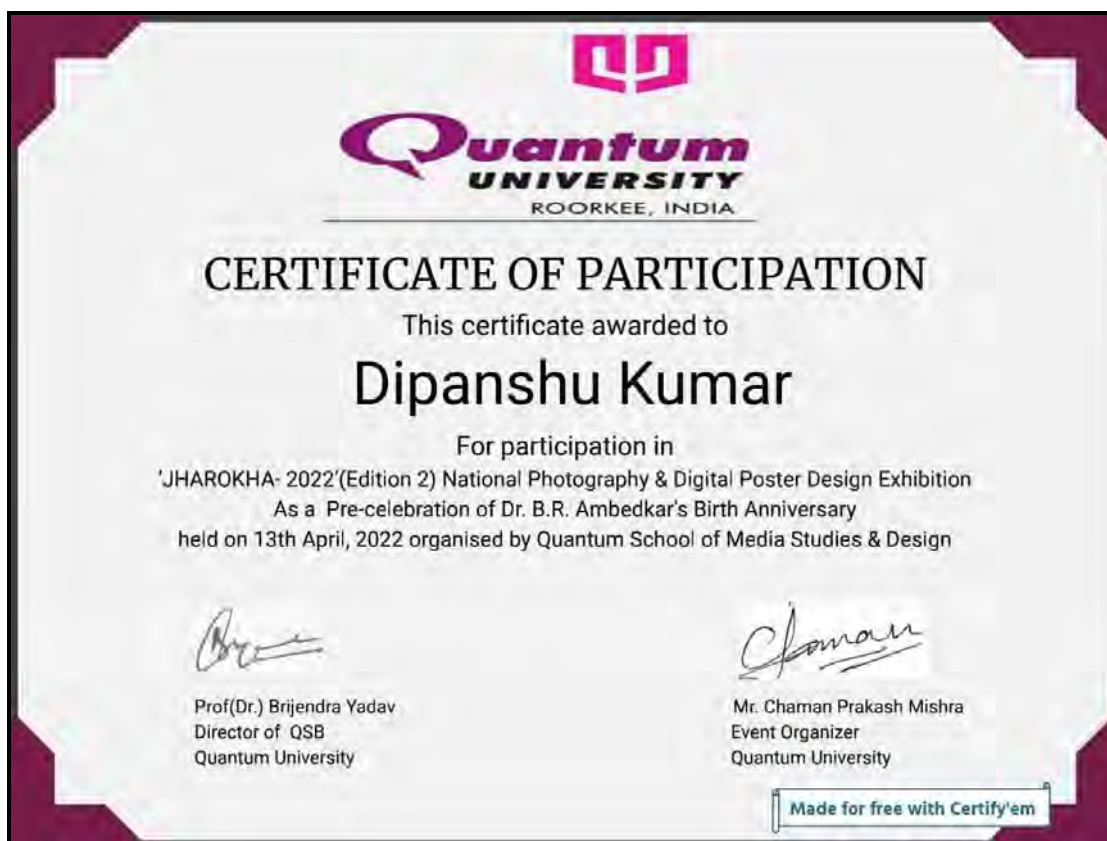 Quantum
UNIVERSITY
ROORKEE, INDIA
CERTIFICATE OF PARTICIPATION
This certificate awarded to
Dipanshu Kumar
For participation in
'JHAROKHA- 2022'(Edition 2) National Photography & Digital Poster Design Exhibition
As a Pre-celebration of Dr. B.R. Ambedkar's Birth Anniversary
held on 13th April, 2022 organised by Quantum School of Media Studies & Design
Chaman
Prof(Dr.) Brijendra Yadav
Director of QSB
Quantum University
Mr. Chaman Prakash Mishra
Event Organizer
Quantum University
Made for free with Certify'em